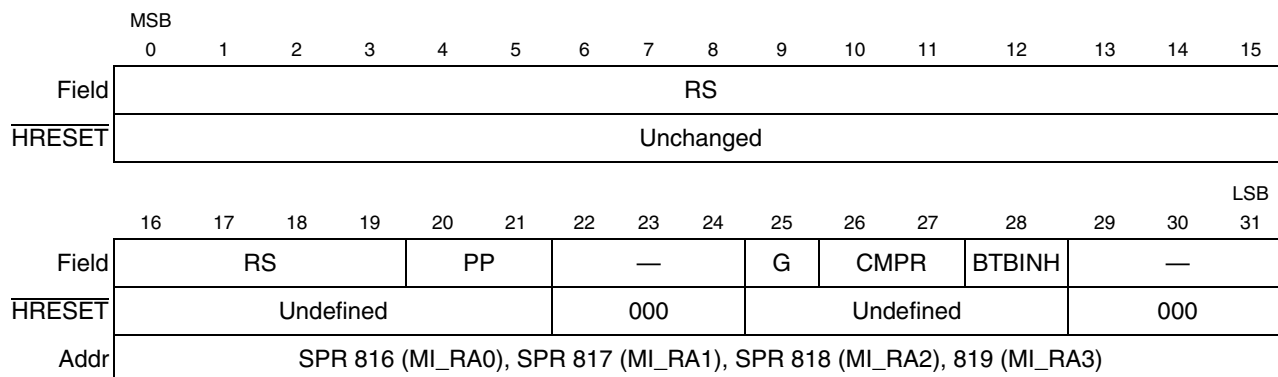 MSB
0 1 2 3 4 5 6 7 8 9 10 11 12 13 14 15
Field RS
HRESET Unchanged
LSB
16 17 18 19 20 21 22 23 24 25 26 27 28 29 30 31
Field RS PP — G CMPR BTBINH —
HRESET Undefined 000 Undefined 000
Addr SPR 816 (MI_RA0), SPR 817 (MI_RA1), SPR 818 (MI_RA2), 819 (MI_RA3)